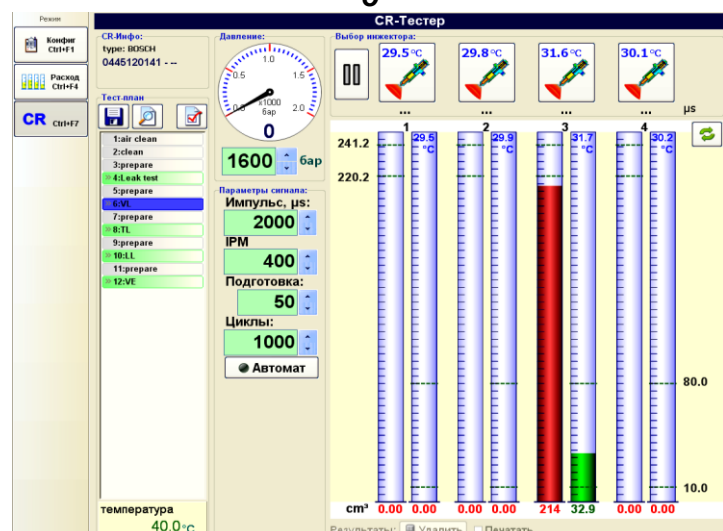 Режим
CR-Тестер
Конфиг
Ctrl+F1
Расход
Ctrl+F4
CR Ctrl+F7
CR-Инфо:
type: BOSCH
0445120141 - --
Тест-план
1:air clean
2:clean
3:prepare
4:Leak test
5:prepare
6:VL
7:prepare
8:TL
9:prepare
10:LL
11:prepare
12:VE
температура
40.0°C
Давление:
0.0
0.5
1.0
1.5
2.0
x1000
бар
0
1600 бар
Параметры сигнала:
Импульс, µs:
2000
IPM
400
Подготовка:
50
Циклы:
1000
Автомат
Выбор инжектора:
29.5°C 29.8°C 31.6°C 30.1°C
... ... ... ... µs
1 2 3 4
241.2
220.2
29.5 °C
29.9 °C
31.7 °C
30.2 °C
80.0
10.0
cm³ 0.00 0.00 0.00 0.00 214 32.9 0.00 0.00
Результаты: Удалить Печатать